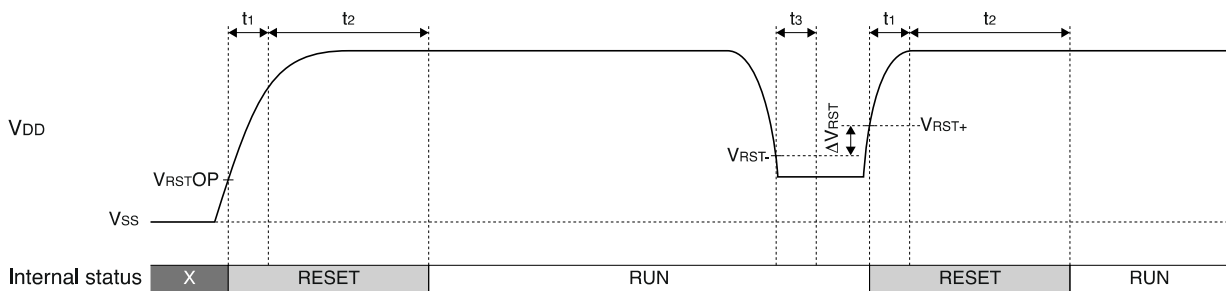 t1 t2 t3 t1 t2
VDD
ΔVRST
VRST+
VRST-
VRSTOP
VSS
Internal status X RESET RUN RESET RUN